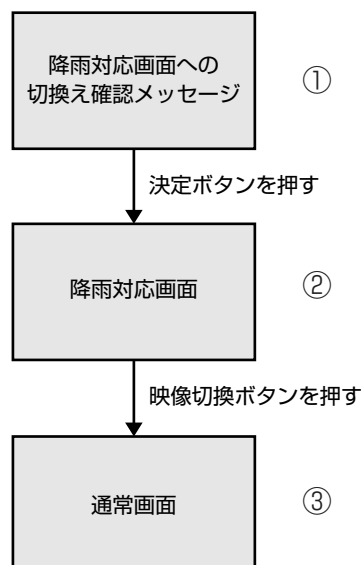 降雨対応画面への
切換え確認メッセージ
①
決定ボタンを押す
降雨対応画面
②
映像切換ボタンを押す
通常画面
③